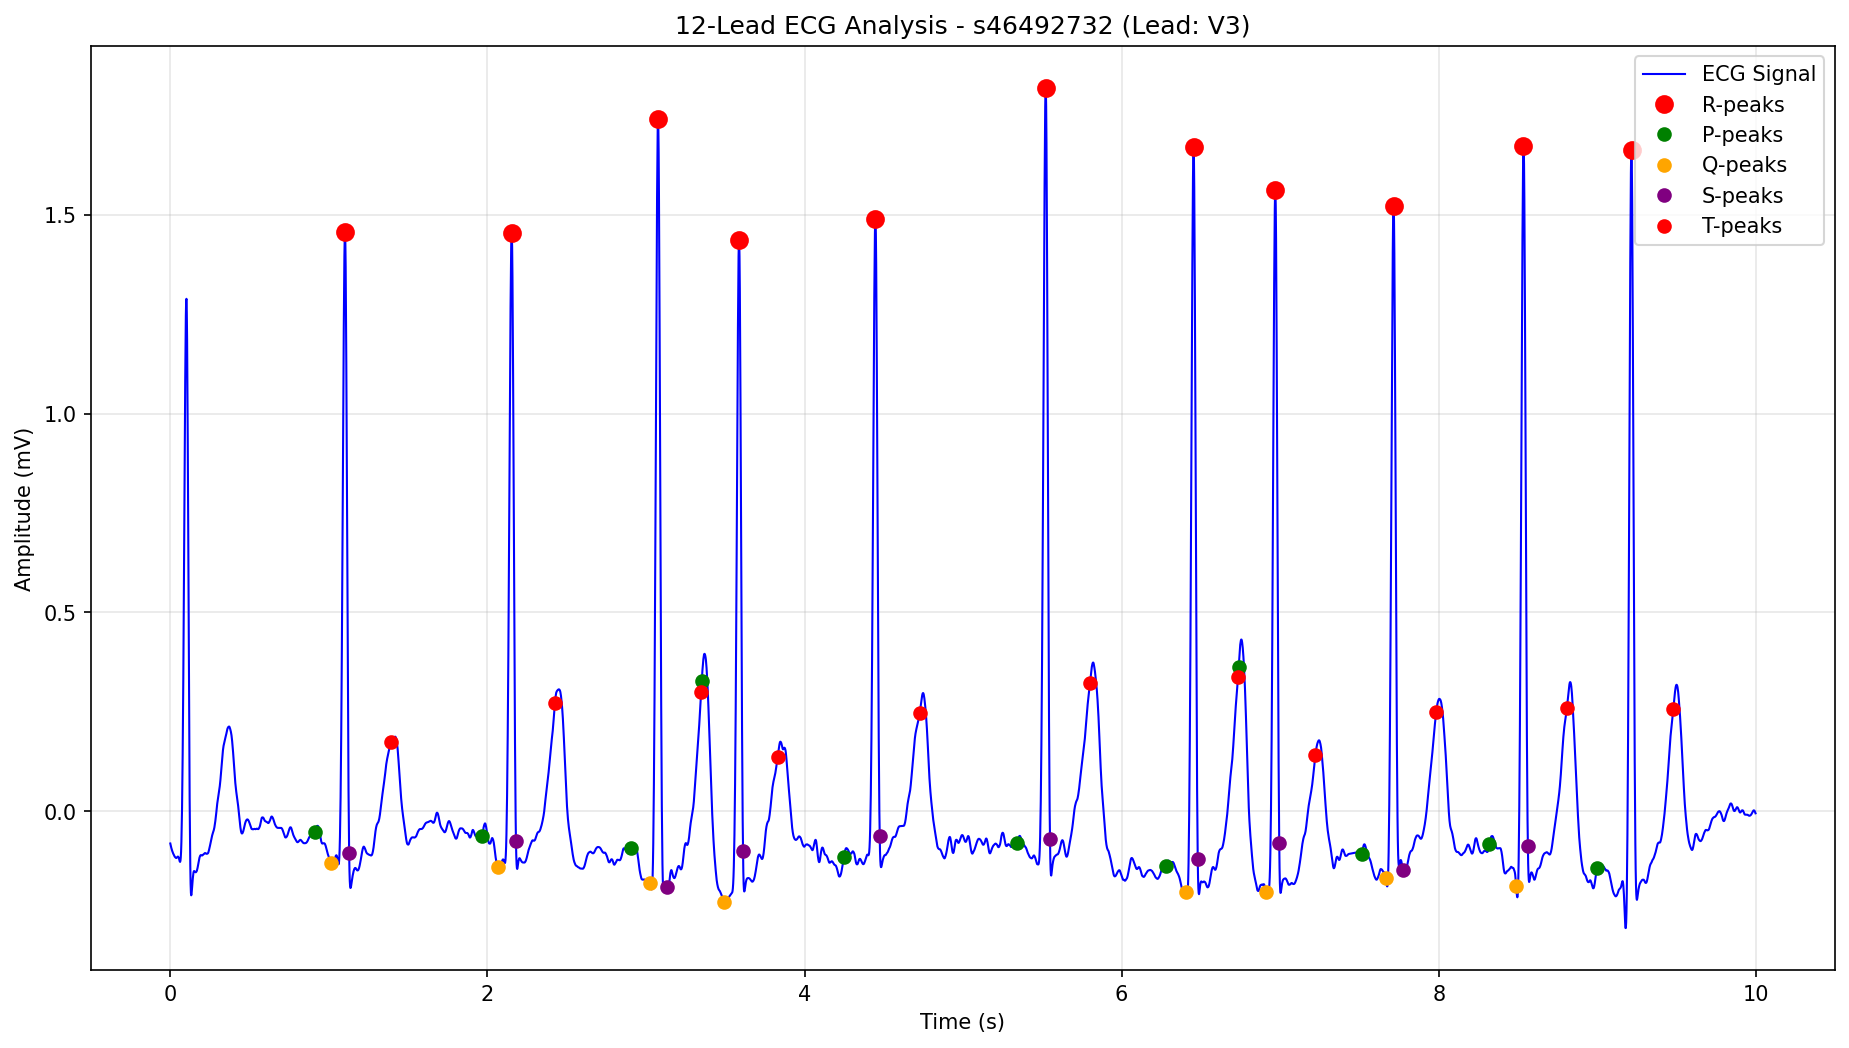 12-Lead ECG Analysis - s46492732 (Lead: V3)
ECG Signal
R-peaks
P-peaks
Q-peaks
S-peaks
T-peaks
Amplitude (mV)
1.5
1.0
0.5
0.0
0 2 4 6 8 10
Time (s)